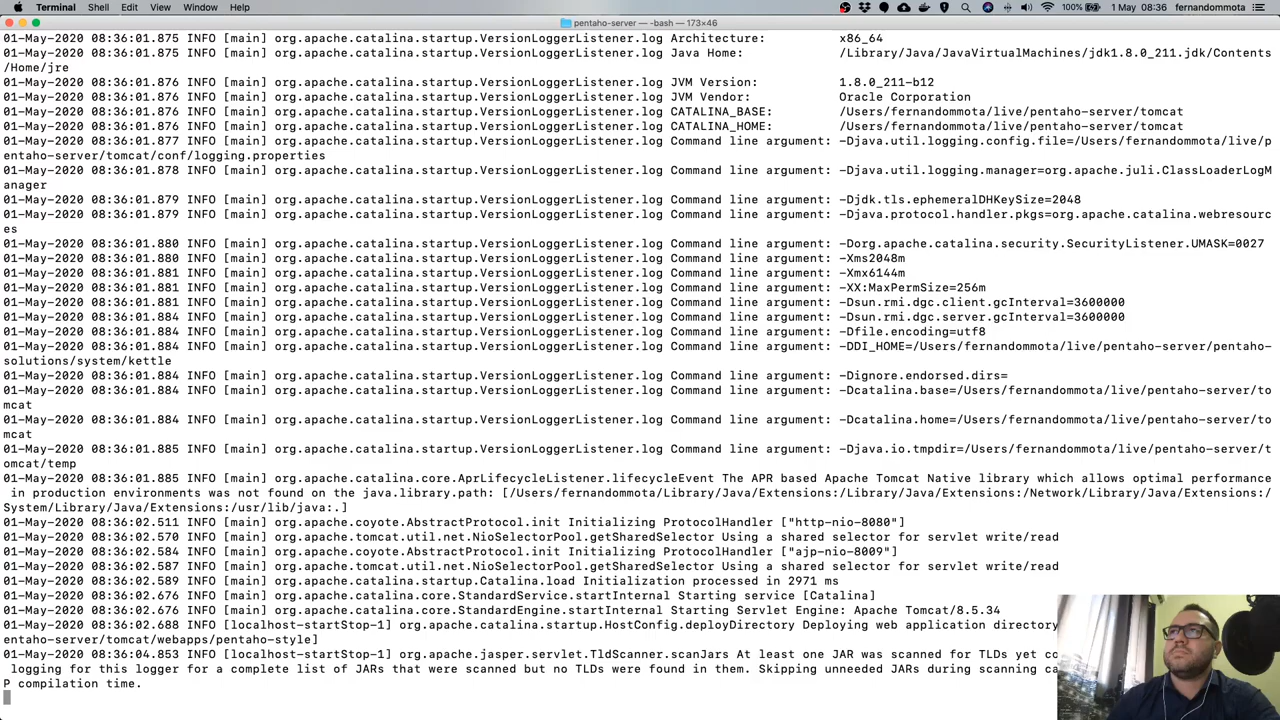 Terminal Shell Edit View Window Help 100% 1 May 08:36 fernandommota
pentaho-server — -bash — 173×46
01-May-2020 08:36:01.875 INFO [main] org.apache.catalina.startup.VersionLoggerListener.log Architecture: x86_64
01-May-2020 08:36:01.875 INFO [main] org.apache.catalina.startup.VersionLoggerListener.log Java Home: /Library/Java/JavaVirtualMachines/jdk1.8.0_211.jdk/Contents
/Home/jre
01-May-2020 08:36:01.876 INFO [main] org.apache.catalina.startup.VersionLoggerListener.log JVM Version: 1.8.0_211-b12
01-May-2020 08:36:01.876 INFO [main] org.apache.catalina.startup.VersionLoggerListener.log JVM Vendor: Oracle Corporation
01-May-2020 08:36:01.876 INFO [main] org.apache.catalina.startup.VersionLoggerListener.log CATALINA_BASE: /Users/fernandommota/live/pentaho-server/tomcat
01-May-2020 08:36:01.876 INFO [main] org.apache.catalina.startup.VersionLoggerListener.log CATALINA_HOME: /Users/fernandommota/live/pentaho-server/tomcat
01-May-2020 08:36:01.877 INFO [main] org.apache.catalina.startup.VersionLoggerListener.log Command line argument: -Djava.util.logging.config.file=/Users/fernandommota/live/p
entaho-server/tomcat/conf/logging.properties
01-May-2020 08:36:01.878 INFO [main] org.apache.catalina.startup.VersionLoggerListener.log Command line argument: -Djava.util.logging.manager=org.apache.juli.ClassLoaderLogM
anager
01-May-2020 08:36:01.879 INFO [main] org.apache.catalina.startup.VersionLoggerListener.log Command line argument: -Djdk.tls.ephemeralDHKeySize=2048
01-May-2020 08:36:01.879 INFO [main] org.apache.catalina.startup.VersionLoggerListener.log Command line argument: -Djava.protocol.handler.pkgs=org.apache.catalina.webresourc
es
01-May-2020 08:36:01.880 INFO [main] org.apache.catalina.startup.VersionLoggerListener.log Command line argument: -Dorg.apache.catalina.security.SecurityListener.UMASK=0027
01-May-2020 08:36:01.880 INFO [main] org.apache.catalina.startup.VersionLoggerListener.log Command line argument: -Xms2048m
01-May-2020 08:36:01.881 INFO [main] org.apache.catalina.startup.VersionLoggerListener.log Command line argument: -Xmx6144m
01-May-2020 08:36:01.881 INFO [main] org.apache.catalina.startup.VersionLoggerListener.log Command line argument: -XX:MaxPermSize=256m
01-May-2020 08:36:01.881 INFO [main] org.apache.catalina.startup.VersionLoggerListener.log Command line argument: -Dsun.rmi.dgc.client.gcInterval=3600000
01-May-2020 08:36:01.884 INFO [main] org.apache.catalina.startup.VersionLoggerListener.log Command line argument: -Dsun.rmi.dgc.server.gcInterval=3600000
01-May-2020 08:36:01.884 INFO [main] org.apache.catalina.startup.VersionLoggerListener.log Command line argument: -Dfile.encoding=utf8
01-May-2020 08:36:01.884 INFO [main] org.apache.catalina.startup.VersionLoggerListener.log Command line argument: -DDI_HOME=/Users/fernandommota/live/pentaho-server/pentaho-
solutions/system/kettle
01-May-2020 08:36:01.884 INFO [main] org.apache.catalina.startup.VersionLoggerListener.log Command line argument: -Dignore.endorsed.dirs=
01-May-2020 08:36:01.884 INFO [main] org.apache.catalina.startup.VersionLoggerListener.log Command line argument: -Dcatalina.base=/Users/fernandommota/live/pentaho-server/to
mcat
01-May-2020 08:36:01.884 INFO [main] org.apache.catalina.startup.VersionLoggerListener.log Command line argument: -Dcatalina.home=/Users/fernandommota/live/pentaho-server/to
mcat
01-May-2020 08:36:01.885 INFO [main] org.apache.catalina.startup.VersionLoggerListener.log Command line argument: -Djava.io.tmpdir=/Users/fernandommota/live/pentaho-server/t
omcat/temp
01-May-2020 08:36:01.885 INFO [main] org.apache.catalina.core.AprLifecycleListener.lifecycleEvent The APR based Apache Tomcat Native library which allows optimal performance
in production environments was not found on the java.library.path: [/Users/fernandommota/Library/Java/Extensions:/Library/Java/Extensions:/Network/Library/Java/Extensions:/
System/Library/Java/Extensions:/usr/lib/java:.]
01-May-2020 08:36:02.511 INFO [main] org.apache.coyote.AbstractProtocol.init Initializing ProtocolHandler ["http-nio-8080"]
01-May-2020 08:36:02.570 INFO [main] org.apache.tomcat.util.net.NioSelectorPool.getSharedSelector Using a shared selector for servlet write/read
01-May-2020 08:36:02.584 INFO [main] org.apache.coyote.AbstractProtocol.init Initializing ProtocolHandler ["ajp-nio-8009"]
01-May-2020 08:36:02.587 INFO [main] org.apache.tomcat.util.net.NioSelectorPool.getSharedSelector Using a shared selector for servlet write/read
01-May-2020 08:36:02.589 INFO [main] org.apache.catalina.startup.Catalina.load Initialization processed in 2971 ms
01-May-2020 08:36:02.676 INFO [main] org.apache.catalina.core.StandardService.startInternal Starting service [Catalina]
01-May-2020 08:36:02.676 INFO [main] org.apache.catalina.core.StandardEngine.startInternal Starting Servlet Engine: Apache Tomcat/8.5.34
01-May-2020 08:36:02.688 INFO [localhost-startStop-1] org.apache.catalina.startup.HostConfig.deployDirectory Deploying web application directory
entaho-server/tomcat/webapps/pentaho-style]
01-May-2020 08:36:04.853 INFO [localhost-startStop-1] org.apache.jasper.servlet.TldScanner.scanJars At least one JAR was scanned for TLDs yet co
logging for this logger for a complete list of JARs that were scanned but no TLDs were found in them. Skipping unneeded JARs during scanning ca
P compilation time.